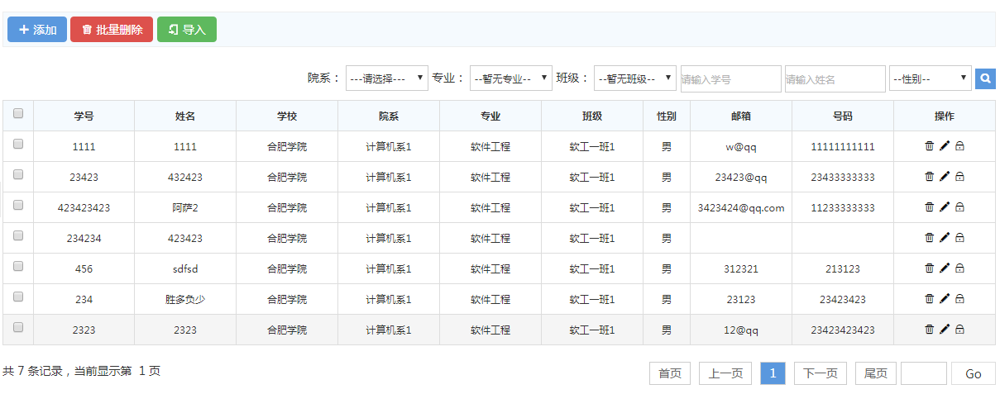 添加 批量删除 导入
院系： ---请选择--- 专业： --暂无专业-- 班级： --暂无班级-- 请输入学号 请输入姓名 --性别--
学号 姓名 学校 院系 专业 班级 性别 邮箱 号码 操作
1111 1111 合肥学院 计算机系1 软件工程 软工一班1 男 w@qq 11111111111
23423 432423 合肥学院 计算机系1 软件工程 软工一班1 男 23423@qq 23433333333
423423423 阿萨2 合肥学院 计算机系1 软件工程 软工一班1 男 3423424@qq.com 11233333333
234234 423423 合肥学院 计算机系1 软件工程 软工一班1 男
456 sdfsd 合肥学院 计算机系1 软件工程 软工一班1 男 312321 213123
234 胜多负少 合肥学院 计算机系1 软件工程 软工一班1 男 23123 23423423
2323 2323 合肥学院 计算机系1 软件工程 软工一班1 男 12@qq 23423423423
共 7 条记录，当前显示第 1 页 首页 上一页 1 下一页 尾页 Go